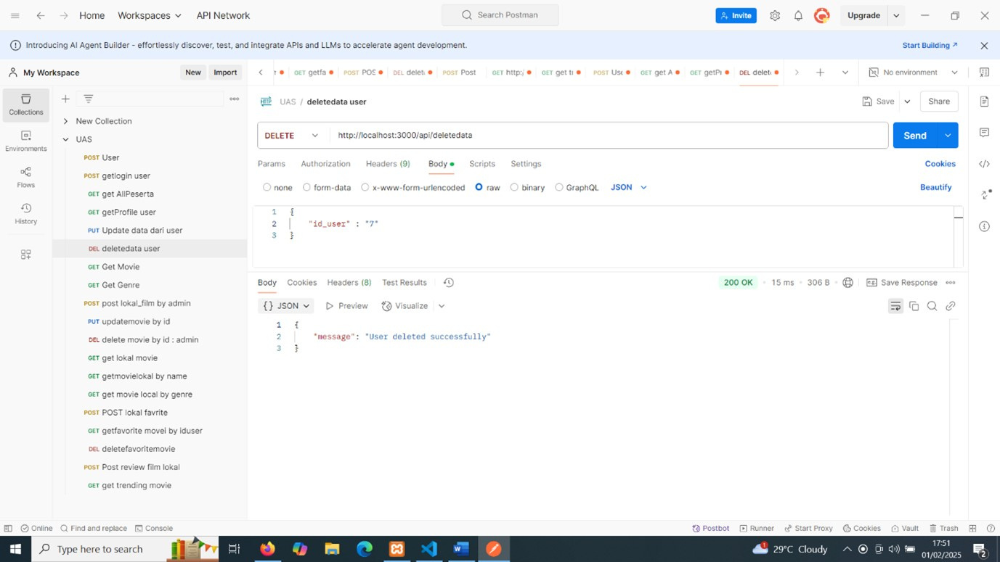 Home Workspaces API Network Search Postman Invite Upgrade
Introducing AI Agent Builder - effortlessly discover, test, and integrate APIs and LLMs to accelerate agent development. Start Building
My Workspace New Import GET getfa POST POS DEL delet POST Post GET http:/ GET get tr POST Use GET get A GET getPr DEL delet No environment
Collections
Environments
Flows
History
New Collection
UAS
POST User
POST getlogin user
GET get AllPeserta
GET getProfile user
PUT Update data dari user
DEL deletedata user
GET Get Movie
GET Get Genre
POST post lokal_film by admin
PUT updatemovie by id
DEL delete movie by id : admin
GET get lokal movie
GET getmovielokal by name
GET get movie local by genre
POST POST lokal favrite
GET getfavorite movei by iduser
DEL deletefavoritemovie
POST Post review film lokal
GET get trending movie
HTTP UAS / deletedata user Save Share
DELETE http://localhost:3000/api/deletedata Send
Params Authorization Headers (9) Body Scripts Settings Cookies
none form-data x-www-form-urlencoded raw binary GraphQL JSON Beautify
1 {
2 "id_user" : "7"
3 }
Body Cookies Headers (8) Test Results 200 OK 15 ms 306 B Save Response
{} JSON Preview Visualize
1 {
2 "message": "User deleted successfully"
3 }
Online Find and replace Console Postbot Runner Start Proxy Cookies Vault Trash
Type here to search 1 29°C Cloudy 17:51
01/02/2025 2